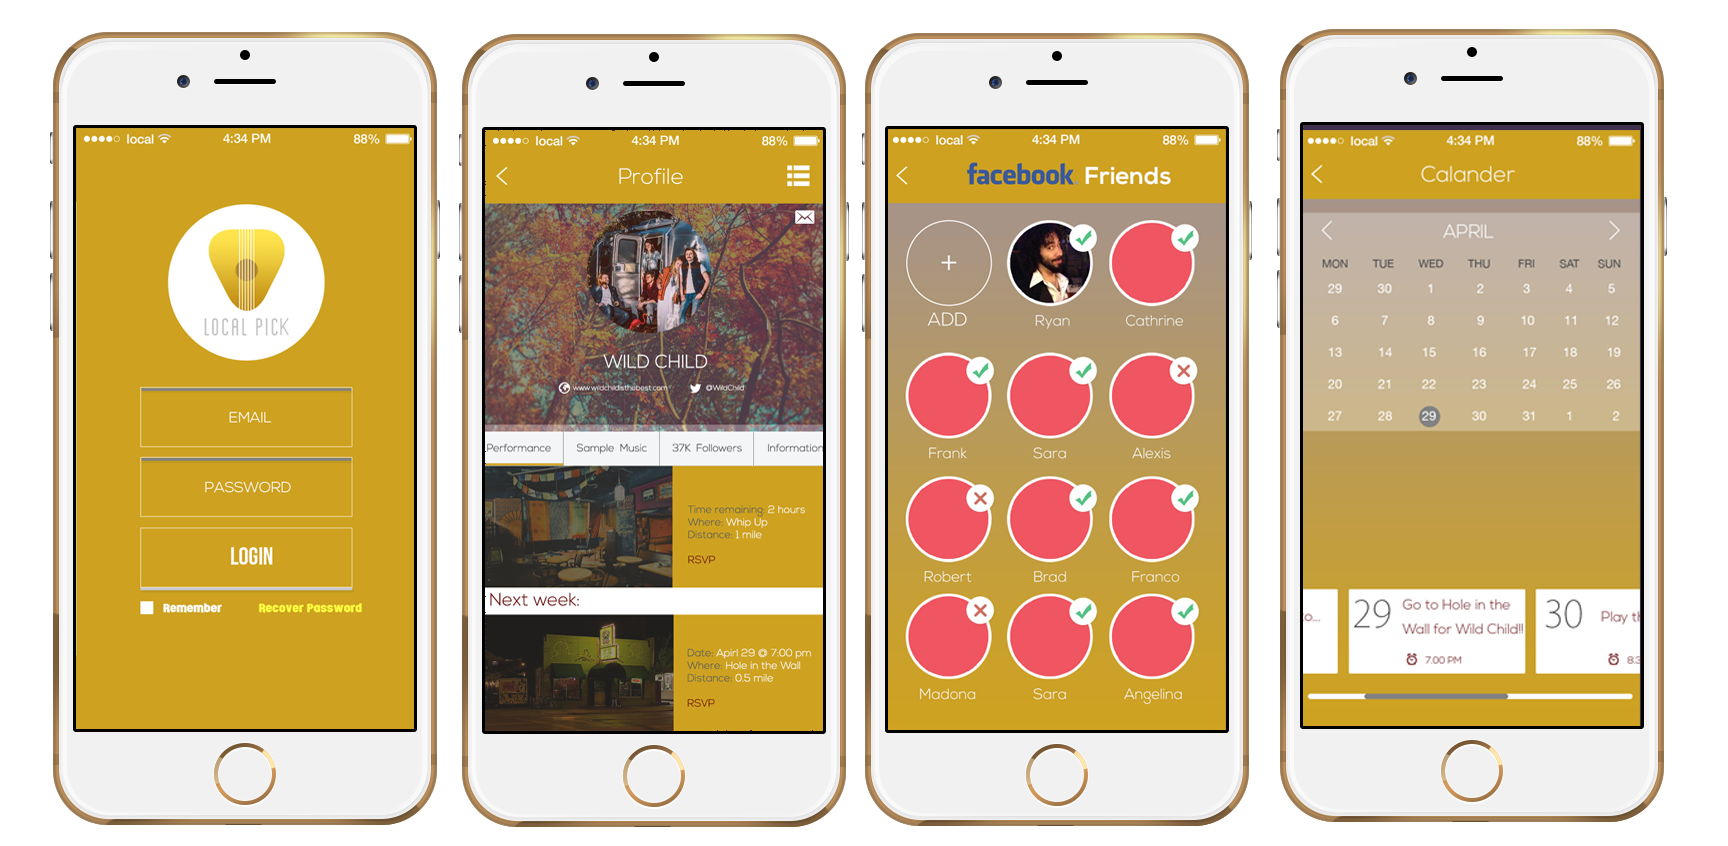 local 4:34 PM 88%
LOCAL PICK
EMAIL
PASSWORD
LOGIN
Remember Recover Password
local 4:34 PM 88%
Profile
WILD CHILD
www.wildchildisthubest.com @WildChild
Performance Sample Music 37K Followers Information
Time remaining: 2 hours
Where: Whip Up
Distance: 1 mile
RSVP
Next week:
Date: Apirl 29 @ 7:00 pm
Where: Hole in the Wall
Distance: 0.5 mile
RSVP
local 4:34 PM 88%
facebook Friends
ADD Ryan Cathrine
Frank Sara Alexis
Robert Brad Franco
Madona Sara Angelina
local 4:34 PM 88%
Calander
APRIL
MON TUE WED THU FRI SAT SUN
29 30 1 2 3 4 5
6 7 8 9 10 11 12
13 14 15 16 17 18 19
20 21 22 23 24 25 26
27 28 29 30 31 1 2
o... 29 Go to Hole in the 30 Play th
Wall for Wild Child!!
7:00 PM 8:3